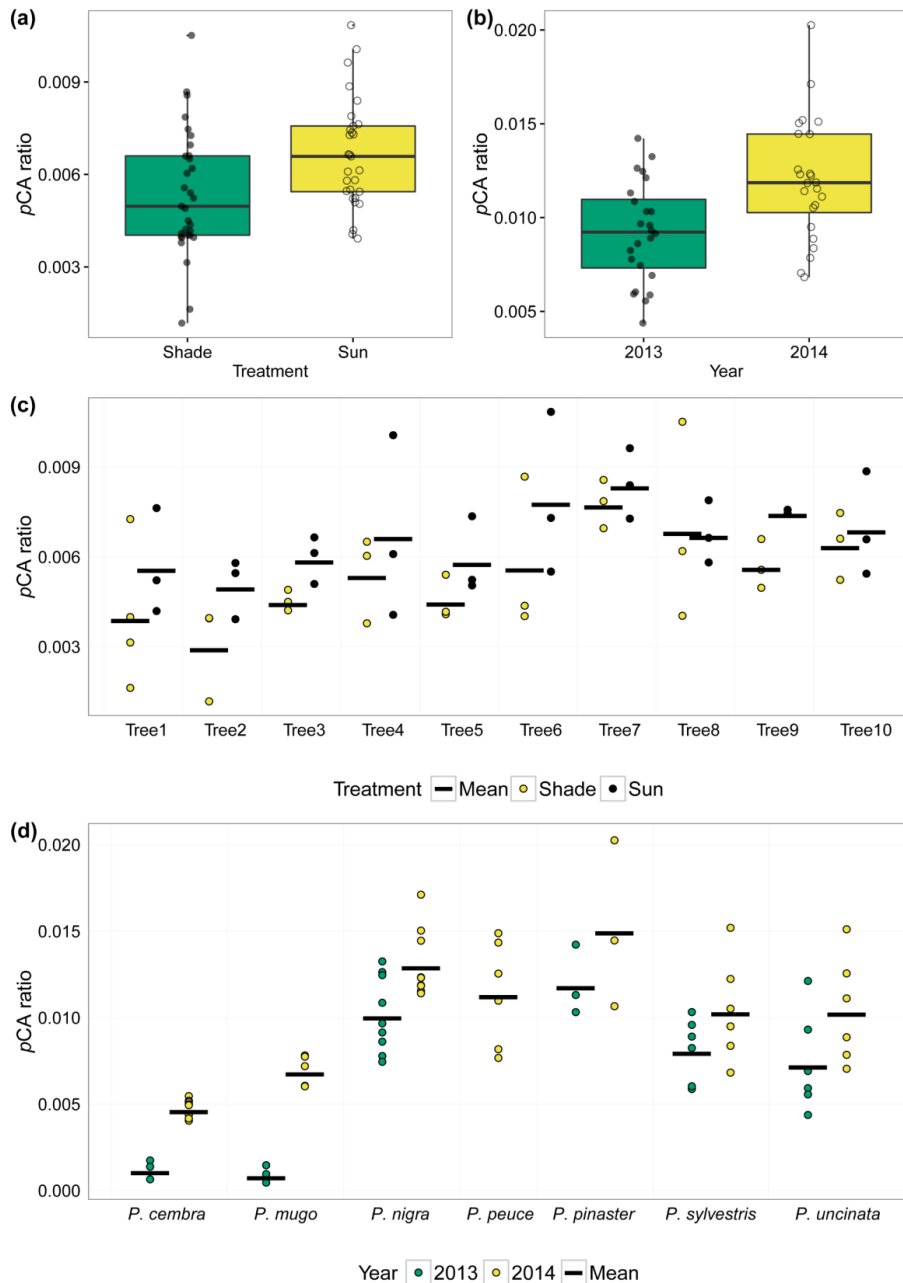 (a)
0.009
0.006
0.003
pCA ratio
Shade Sun
Treatment
(b)
0.020
0.015
0.010
0.005
pCA ratio
2013 2014
Year
(c)
0.009
0.006
0.003
pCA ratio
Tree1 Tree2 Tree3 Tree4 Tree5 Tree6 Tree7 Tree8 Tree9 Tree10
Treatment Mean Shade Sun
(d)
0.020
0.015
0.010
0.005
0.000
pCA ratio
P. cembra P. mugo P. nigra P. peuce P. pinaster P. sylvestris P. uncinata
Year 2013 2014 Mean